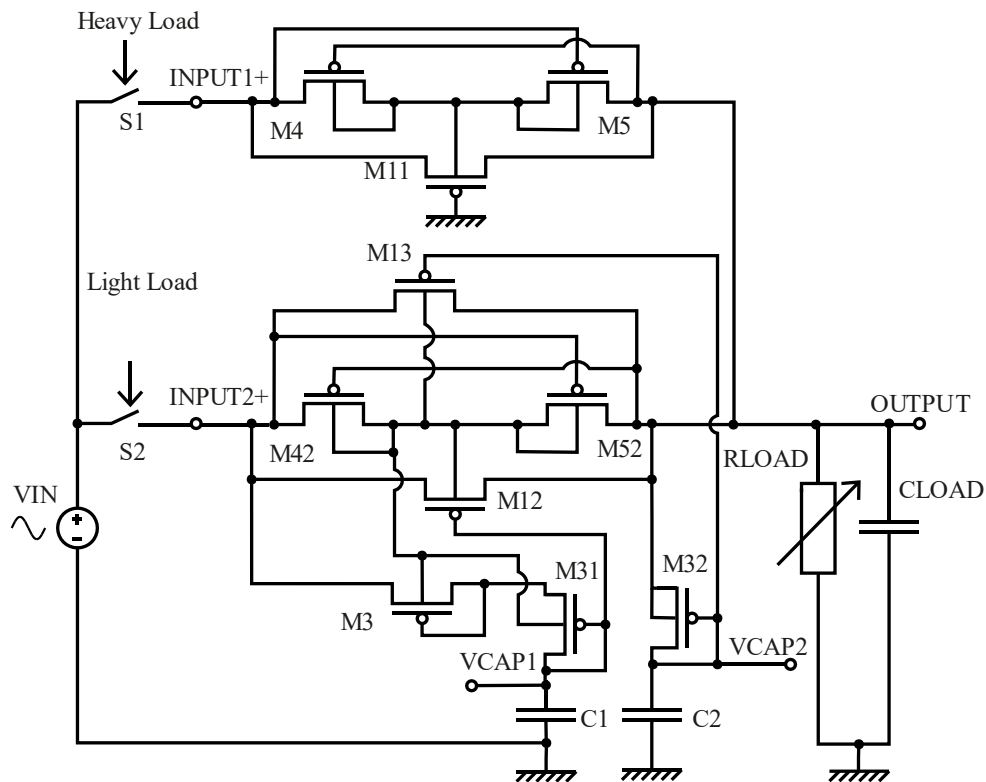 Heavy Load
INPUT1+
S1
M4
M5
M11
M13
Light Load
INPUT2+
OUTPUT
S2
M42
M52
RLOAD
VIN
M12
CLOAD
M31
M32
M3
VCAP1
VCAP2
C1
C2